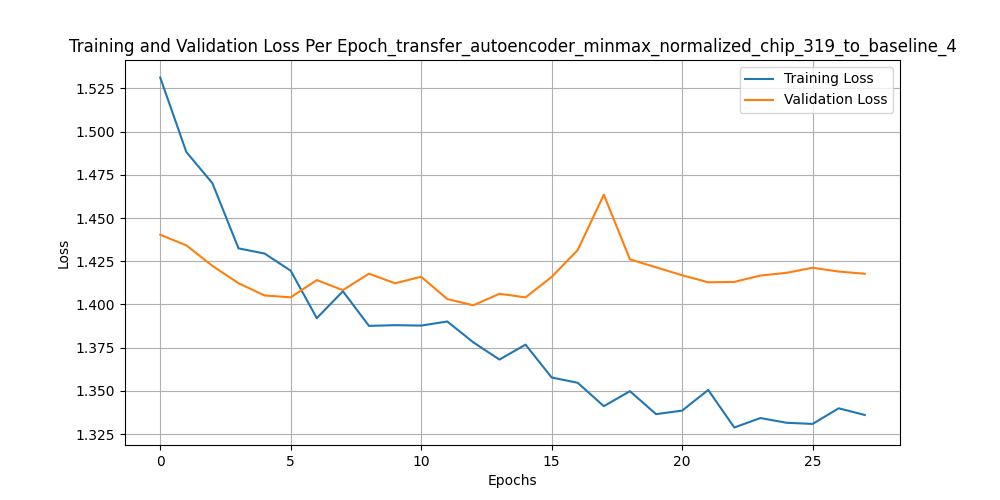 Training and Validation Loss Per Epoch_transfer_autoencoder_minmax_normalized_chip_319_to_baseline_4
Training Loss
Validation Loss
1.525
1.500
1.475
1.450
1.425
1.400
1.375
1.350
1.325
Loss
0 5 10 15 20 25
Epochs